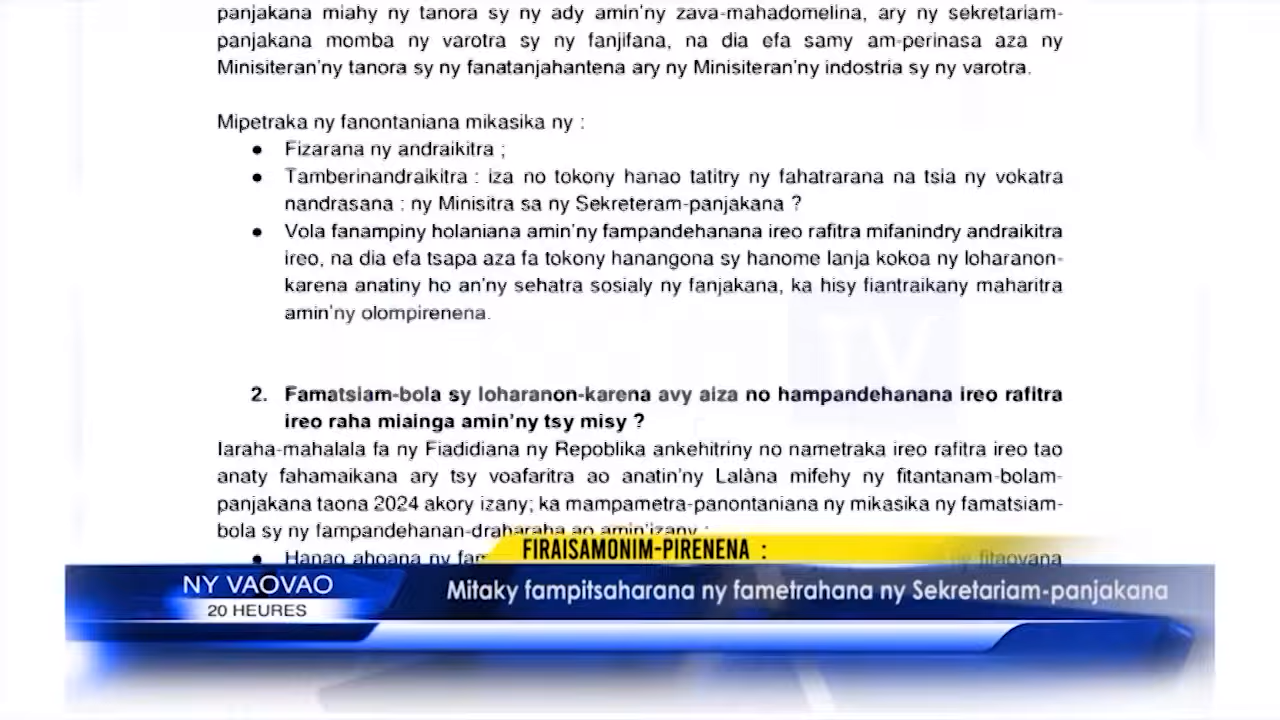 panjakana miahy ny tanora sy ny ady amin'ny zava-mahadomelina, ary ny sekretariam-
panjakana momba ny varotra sy ny fanjifana, na dia efa samy am-perinasa aza ny
Minisiteran'ny tanora sy ny fanatanjahantena ary ny Minisiteran'ny indostria sy ny varotra.
Mipetraka ny fanontaniana mikasika ny :
● Fizarana ny andraikitra ;
● Tamberinandraikitra : iza no tokony hanao tatitry ny fahatrarana na tsia ny vokatra
nandrasana : ny Minisitra sa ny Sekreteram-panjakana ?
● Vola fanampiny holaniana amin'ny fampandehanana ireo rafitra mifanindry andraikitra
ireo, na dia efa tsapa aza fa tokony hanangona sy hanome lanja kokoa ny loharanon-
karena anatiny ho an'ny sehatra sosialy ny fanjakana, ka hisy fiantraikany maharitra
amin'ny olompirenena.
TV
2. Famatsiam-bola sy loharanon-karena avy aiza no hampandehanana ireo rafitra
ireo raha miainga amin'ny tsy misy ?
Iaraha-mahalala fa ny Fiadidiana ny Repoblika ankehitriny no nametraka ireo rafitra ireo tao
anaty fahamaikana ary tsy voafaritra ao anatin'ny Lalàna mifehy ny fitantanam-bolam-
panjakana taona 2024 akory izany; ka mampametra-panontaniana ny mikasika ny famatsiam-
bola sy ny fampandehanan-draharaha ao amin'izany :
● Hanao ahoana ny fam ny fitaovana
FIRAISAMONIM-PIRENENA :
NY VAOVAO
20 HEURES
Mitaky fampitsaharana ny fametrahana ny Sekretariam-panjakana